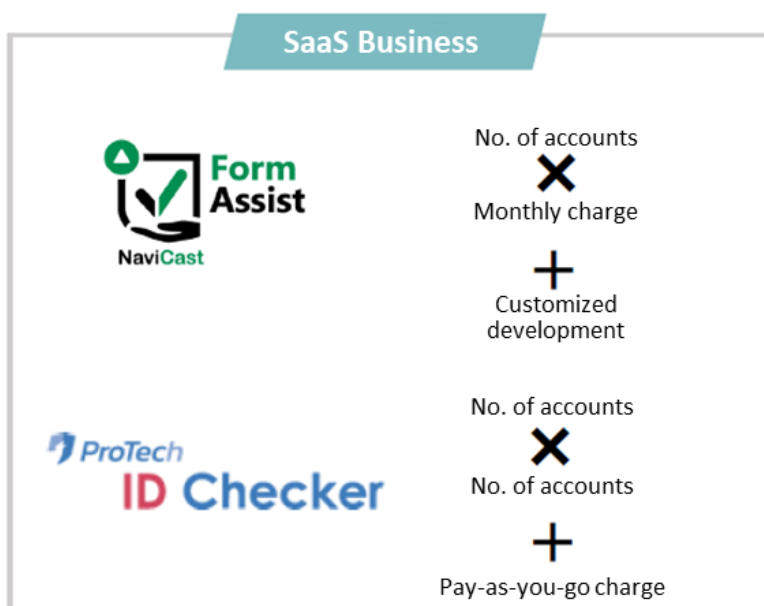 SaaS Business
Form
Assist
NaviCast
No. of accounts
×
Monthly charge
+
Customized
development
ProTech
ID Checker
No. of accounts
×
No. of accounts
+
Pay-as-you-go charge